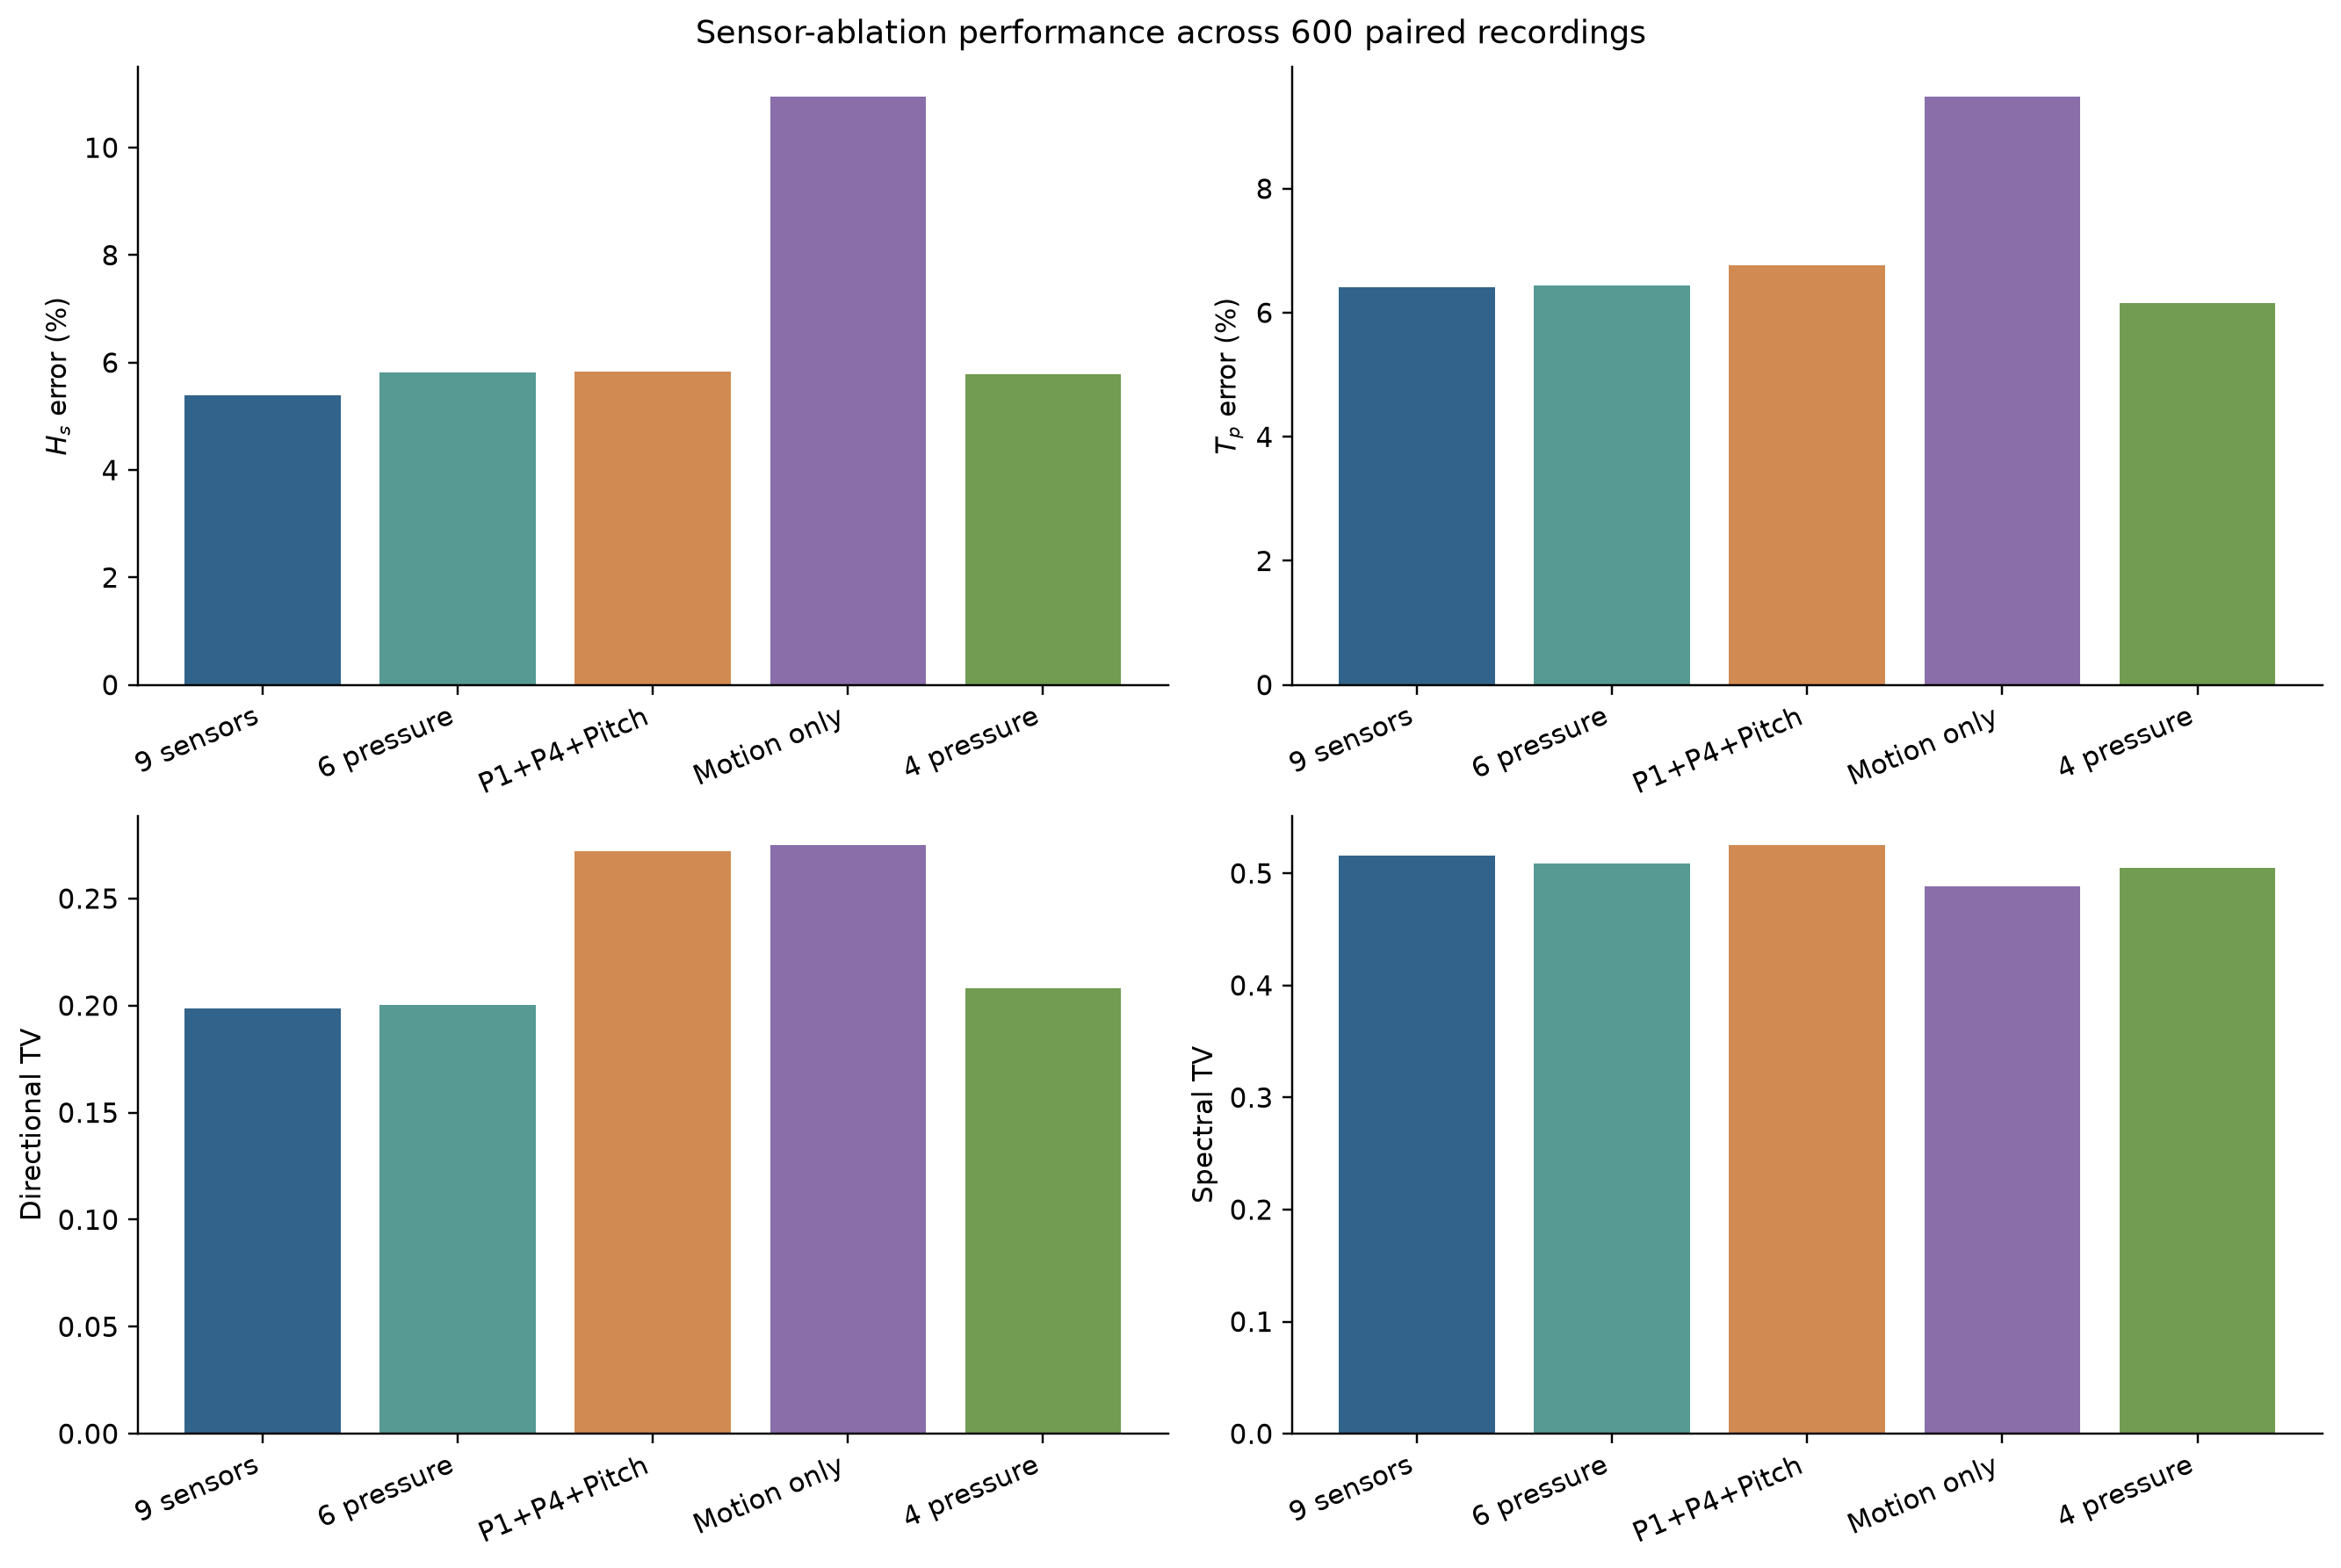 Sensor-ablation performance across 600 paired recordings
H_s error (%)
10
8
6
4
2
0
9 sensors
6 pressure
P1+P4+Pitch
Motion only
4 pressure
T_p error (%)
8
6
4
2
0
9 sensors
6 pressure
P1+P4+Pitch
Motion only
4 pressure
Directional TV
0.25
0.20
0.15
0.10
0.05
0.00
9 sensors
6 pressure
P1+P4+Pitch
Motion only
4 pressure
Spectral TV
0.5
0.4
0.3
0.2
0.1
0.0
9 sensors
6 pressure
P1+P4+Pitch
Motion only
4 pressure